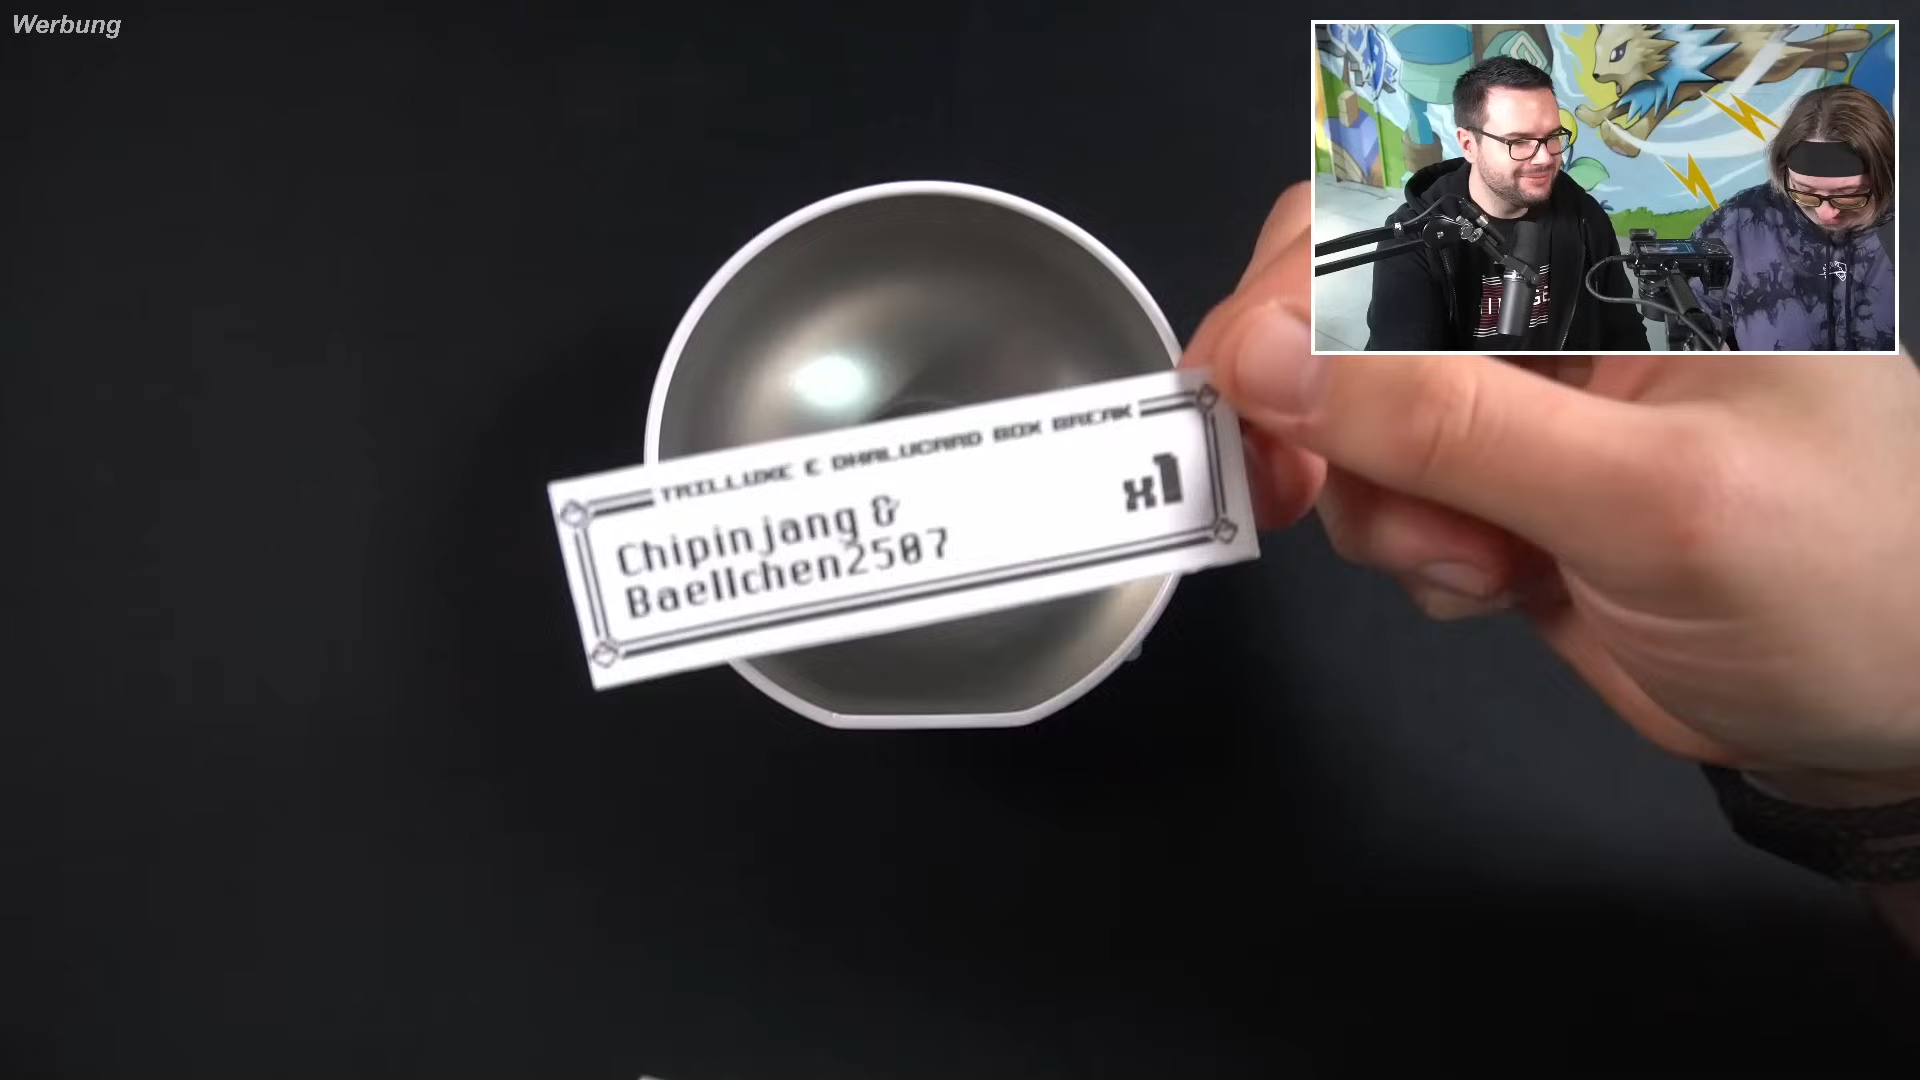 Werbung
TRILLUXE & DHALUCARD BOX BREAK
Chipinjang &
Baellchen2507
x1